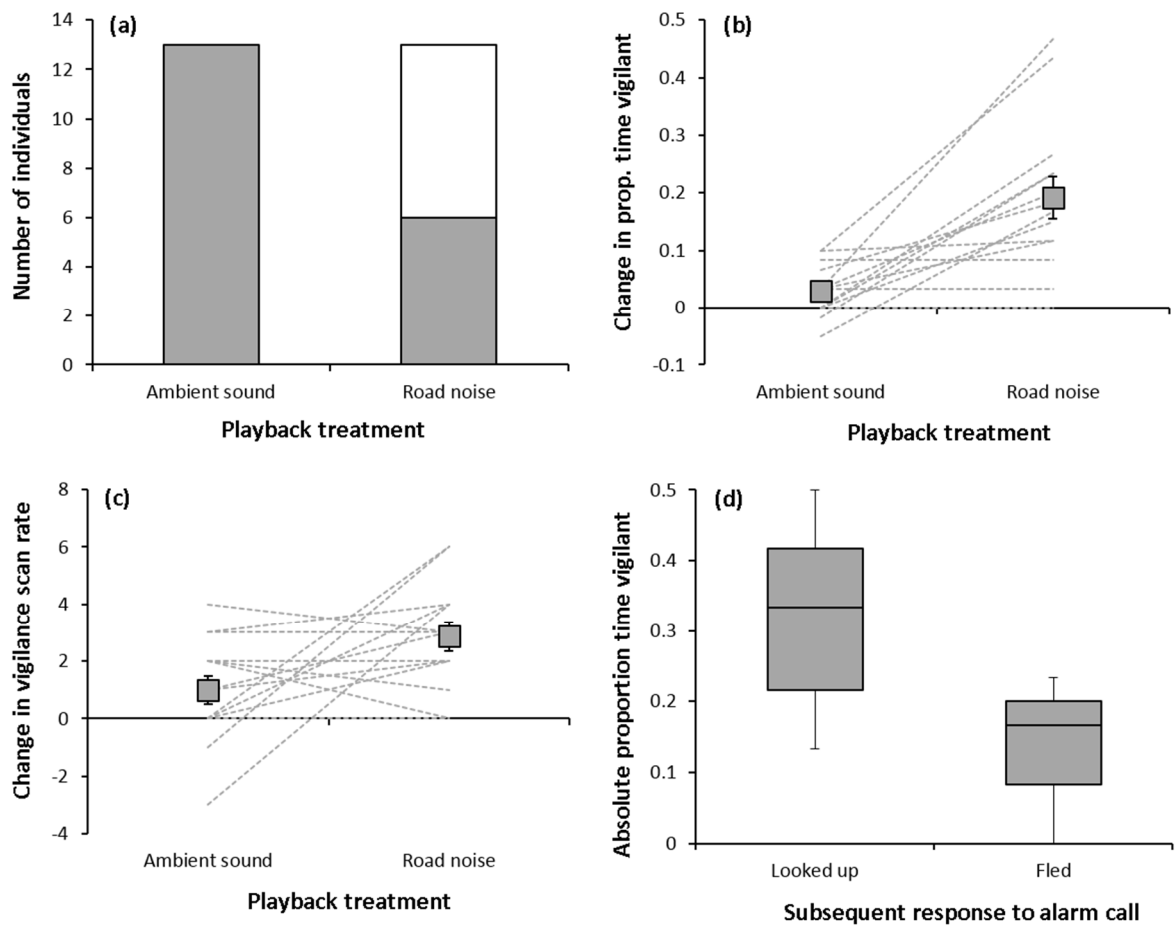 (a)
14
12
10
8
6
4
2
0
Number of individuals
Ambient sound Road noise
Playback treatment
(b)
0.5
0.4
0.3
0.2
0.1
0
-0.1
Change in prop. time vigilant
Ambient sound Road noise
Playback treatment
(c)
8
6
4
2
0
-2
-4
Change in vigilance scan rate
Ambient sound Road noise
Playback treatment
(d)
0.5
0.4
0.3
0.2
0.1
0
Absolute proportion time vigilant
Looked up Fled
Subsequent response to alarm call